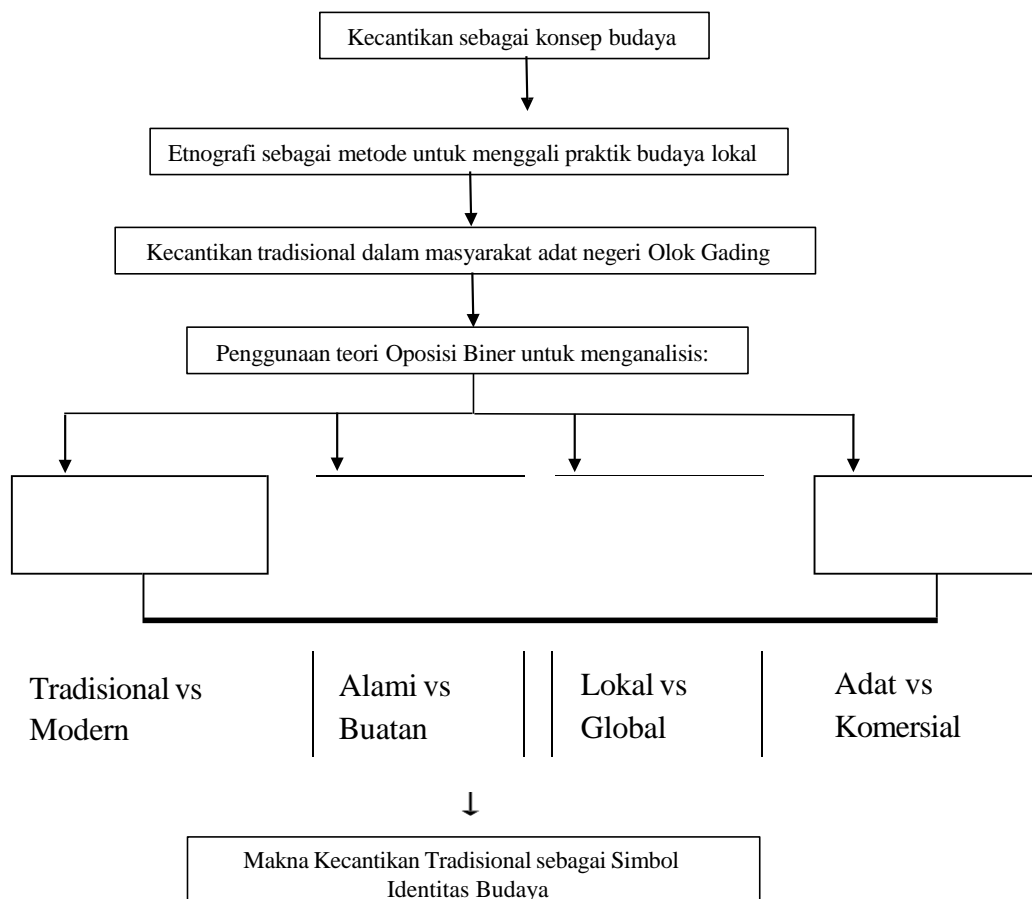 Kecantikan sebagai konsep budaya
Etnografi sebagai metode untuk menggali praktik budaya lokal
Kecantikan tradisional dalam masyarakat adat negeri Olok Gading
Penggunaan teori Oposisi Biner untuk menganalisis:
Tradisional vs
Modern
Alami vs
Buatan
Lokal vs
Global
Adat vs
Komersial
Makna Kecantikan Tradisional sebagai Simbol
Identitas Budaya